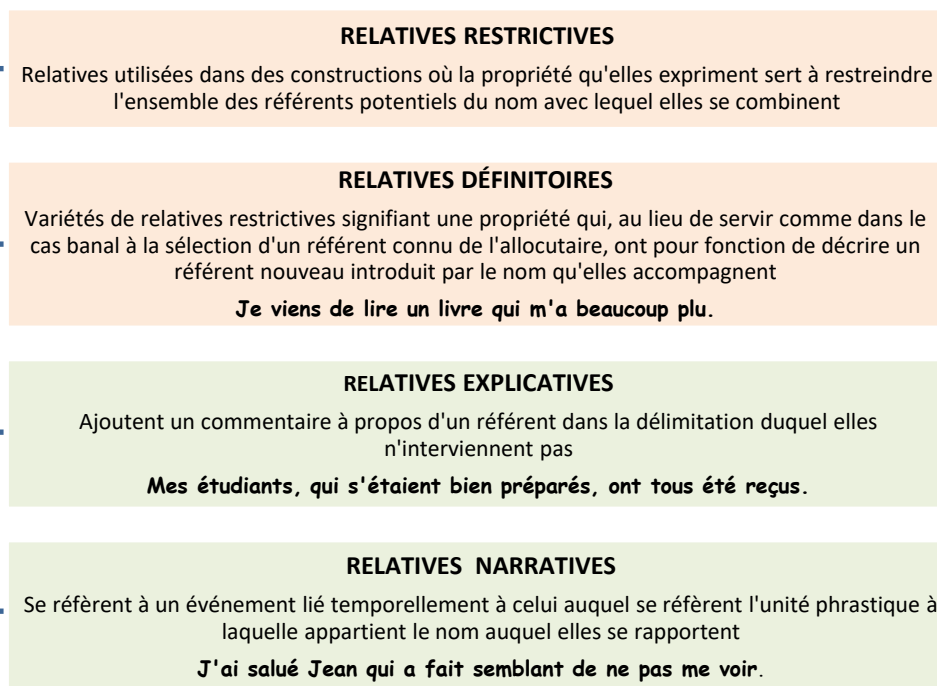 RELATIVES RESTRICTIVES
Relatives utilisées dans des constructions où la propriété qu'elles expriment sert à restreindre
l'ensemble des référents potentiels du nom avec lequel elles se combinent
RELATIVES DÉFINITOIRES
Variétés de relatives restrictives signifiant une propriété qui, au lieu de servir comme dans le
cas banal à la sélection d'un référent connu de l'allocutaire, ont pour fonction de décrire un
référent nouveau introduit par le nom qu'elles accompagnent
Je viens de lire un livre qui m'a beaucoup plu.
RELATIVES EXPLICATIVES
Ajoutent un commentaire à propos d'un référent dans la délimitation duquel elles
n'interviennent pas
Mes étudiants, qui s'étaient bien préparés, ont tous été reçus.
RELATIVES NARRATIVES
Se réfèrent à un événement lié temporellement à celui auquel se réfèrent l'unité phrastique à
laquelle appartient le nom auquel elles se rapportent
J'ai salué Jean qui a fait semblant de ne pas me voir.